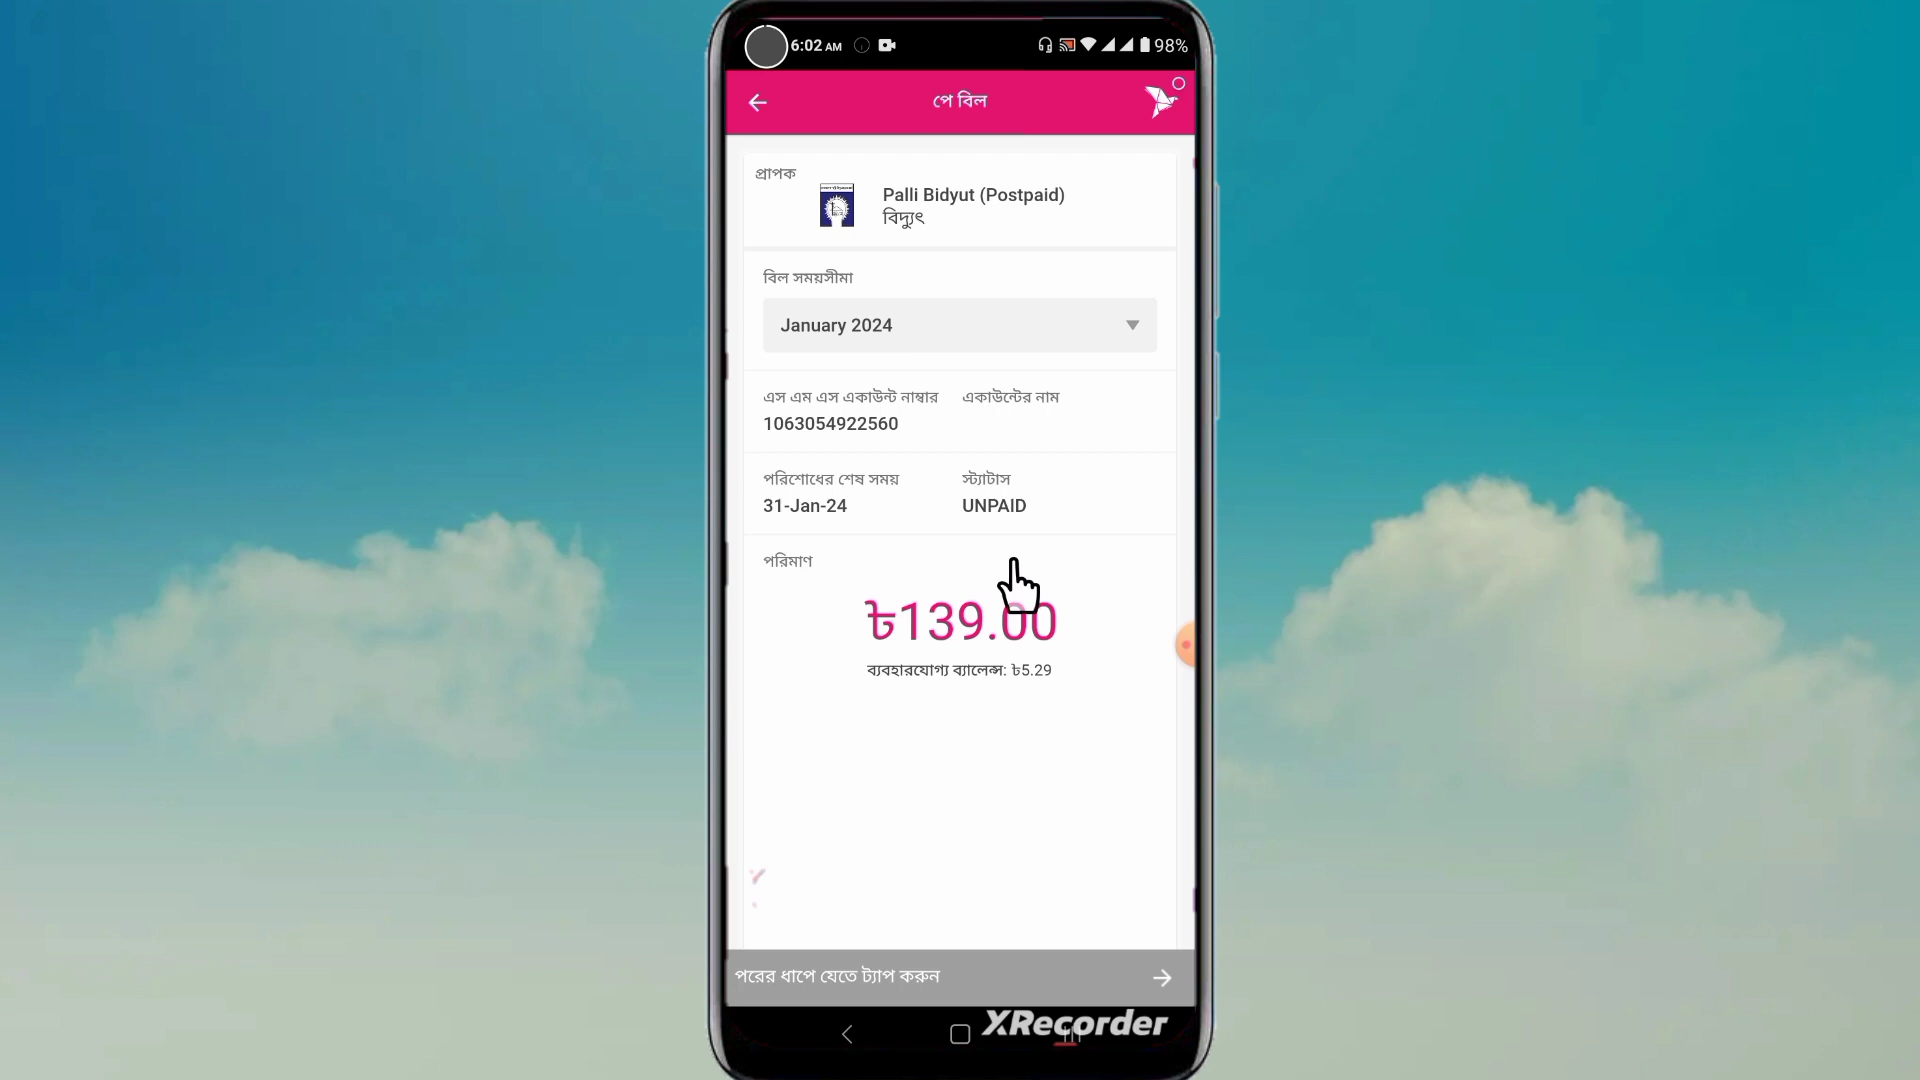 6:02 AM
98%
পে বিল
প্রাপক
Palli Bidyut (Postpaid)
বিদ্যুৎ
বিল সময়সীমা
January 2024
এস এম এস একাউন্ট নাম্বার
একাউন্টের নাম
1063054922560
পরিশোধের শেষ সময়
স্ট্যাটাস
31-Jan-24
UNPAID
পরিমাণ
৳139.00
ব্যবহারযোগ্য ব্যালেন্স: ৳5.29
পরের ধাপে যেতে ট্যাপ করুন
XRecorder